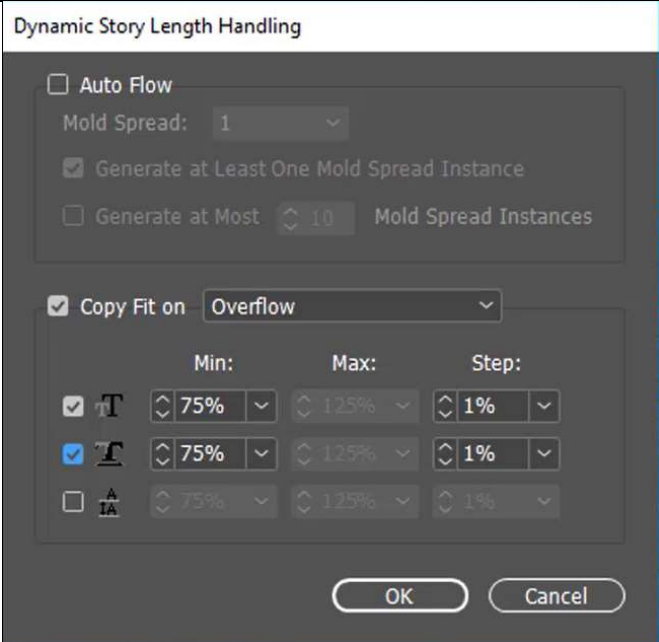 Dynamic Story Length Handling
Auto Flow
Mold Spread: 1
Generate at Least One Mold Spread Instance
Generate at Most 10 Mold Spread Instances
Copy Fit on Overflow
Min: Max: Step:
75% 125% 1%
75% 125% 1%
75% 125% 1%
OK Cancel